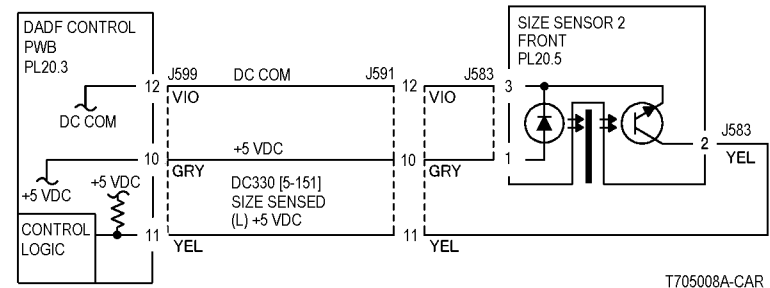 DADF CONTROL
PWB
PL20.3
SIZE SENSOR 2
FRONT
PL20.5
12 J599 DC COM J591 12 J583 3
VIO VIO
DC COM
J583
2
YEL
10 +5 VDC 10 1
GRY GRY
+5 VDC +5 VDC
DC330 [5-151]
SIZE SENSED
(L) +5 VDC
CONTROL
LOGIC
11 11
YEL YEL
T705008A-CAR